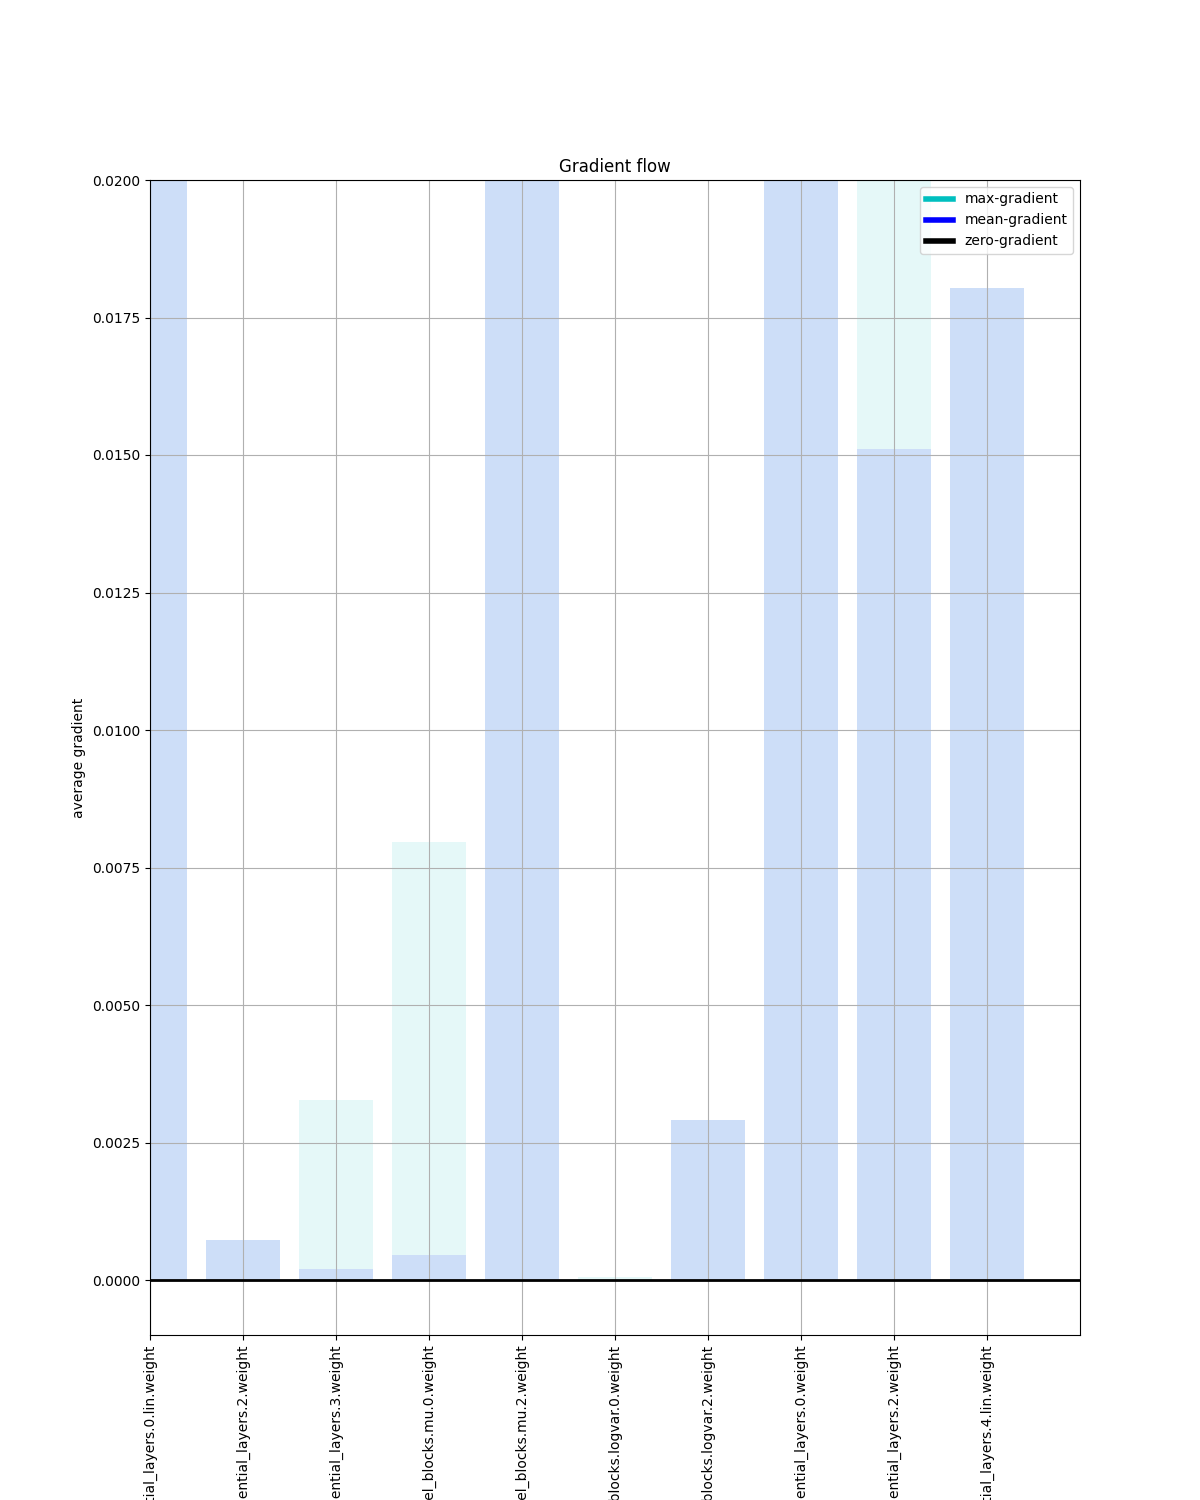 Gradient flow
max-gradient
mean-gradient
zero-gradient
0.0200
0.0175
0.0150
0.0125
0.0100
0.0075
0.0050
0.0025
0.0000
average gradient
tial_layers.0.lin.weight
ential_layers.2.weight
ential_layers.3.weight
el_blocks.mu.0.weight
el_blocks.mu.2.weight
blocks.logvar.0.weight
blocks.logvar.2.weight
ential_layers.0.weight
ential_layers.2.weight
tial_layers.4.lin.weight